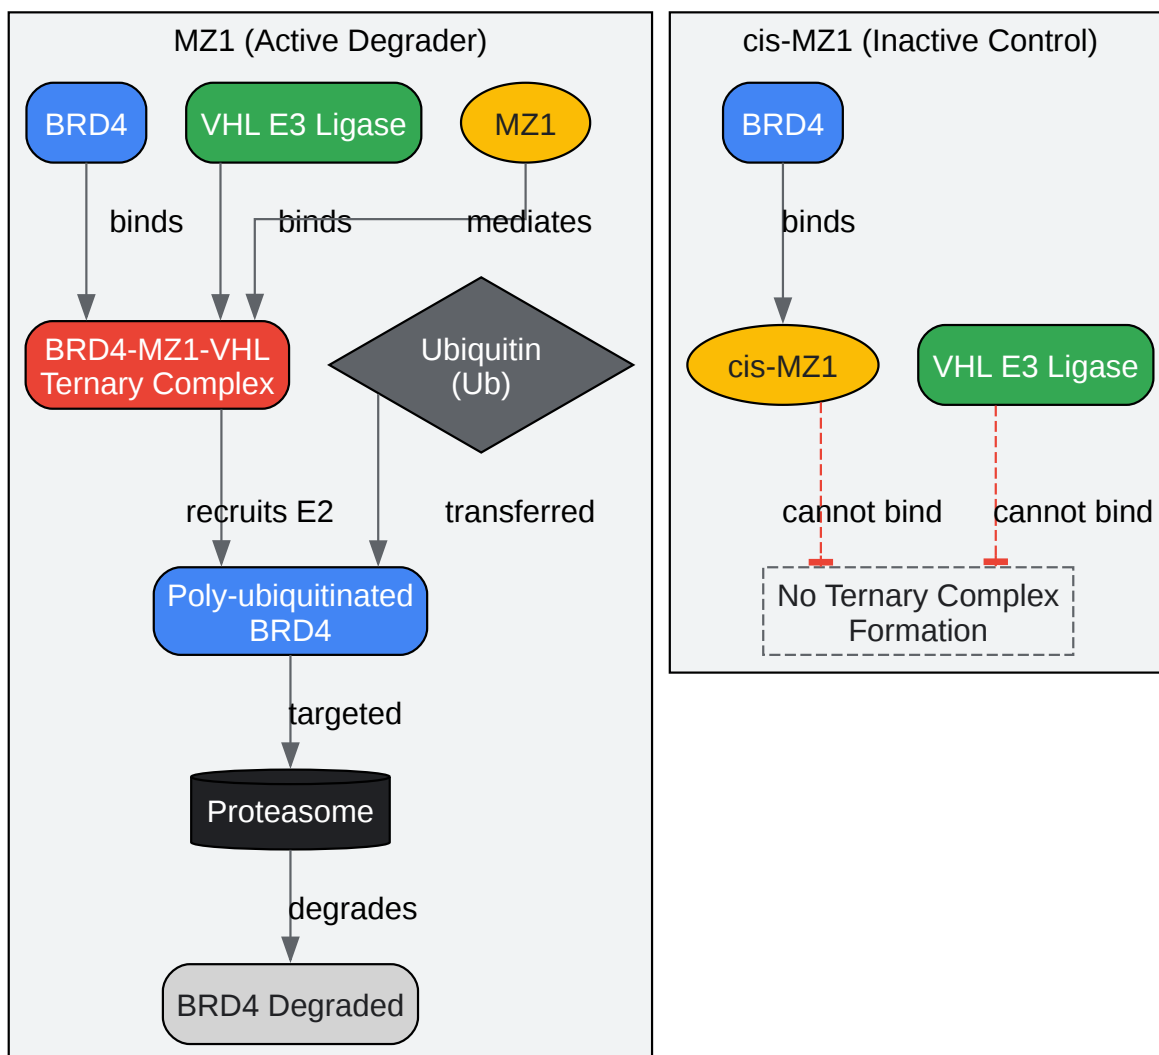 MZ1 (Active Degrader)
BRD4
VHL E3 Ligase
MZ1
binds
binds
mediates
BRD4-MZ1-VHL
Ternary Complex
Ubiquitin
(Ub)
recruits E2
transferred
Poly-ubiquitinated
BRD4
targeted
Proteasome
degrades
BRD4 Degraded
cis-MZ1 (Inactive Control)
BRD4
binds
cis-MZ1
VHL E3 Ligase
cannot bind
cannot bind
No Ternary Complex
Formation